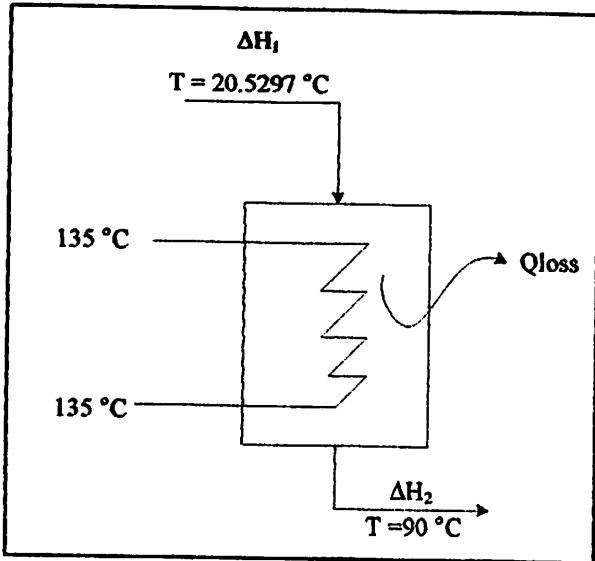 ΔH₁
T = 20.5297 °C
135 °C
Qloss
135 °C
ΔH₂
T =90 °C